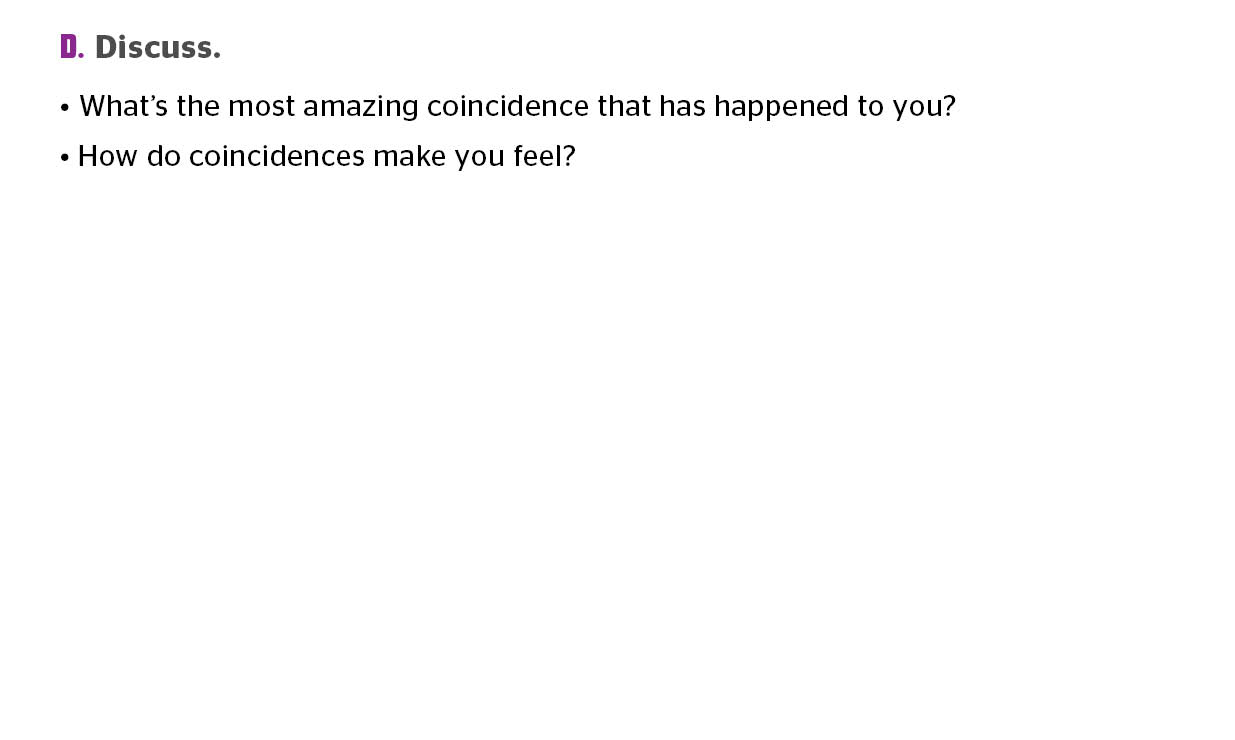 D. Discuss.
• What’s the most amazing coincidence that has happened to you?
• How do coincidences make you feel?